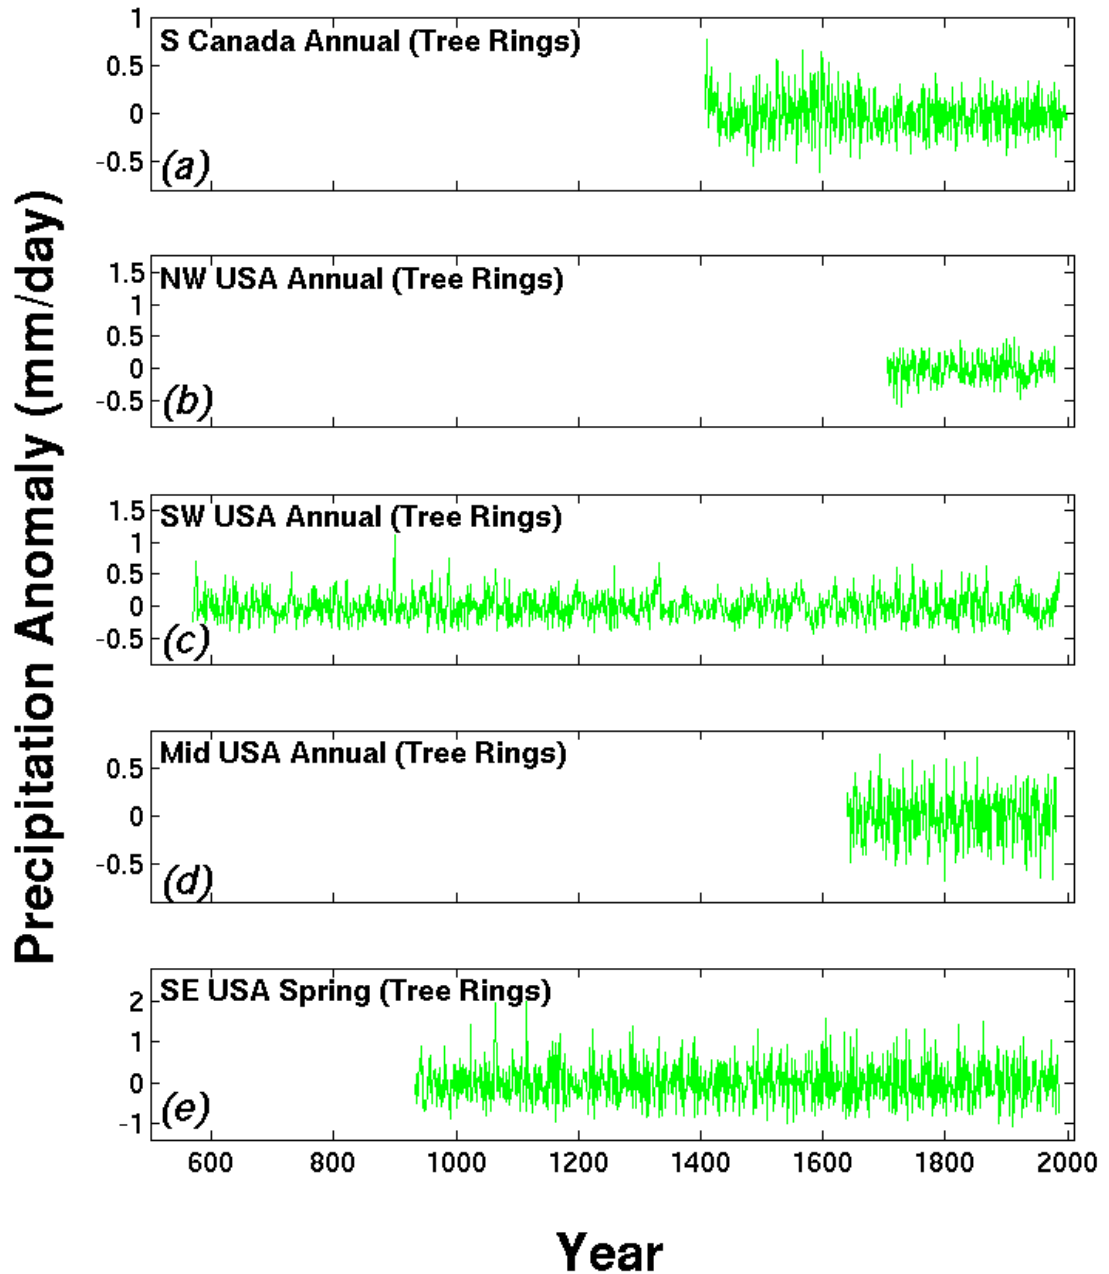 Precipitation Anomaly (mm/day)
S Canada Annual (Tree Rings)
1
0.5
0
-0.5
(a)
NW USA Annual (Tree Rings)
1.5
1
0.5
0
-0.5
(b)
SW USA Annual (Tree Rings)
1.5
1
0.5
0
-0.5
(c)
Mid USA Annual (Tree Rings)
0.5
0
-0.5
(d)
SE USA Spring (Tree Rings)
2
1
0
-1
(e)
600 800 1000 1200 1400 1600 1800 2000
Year